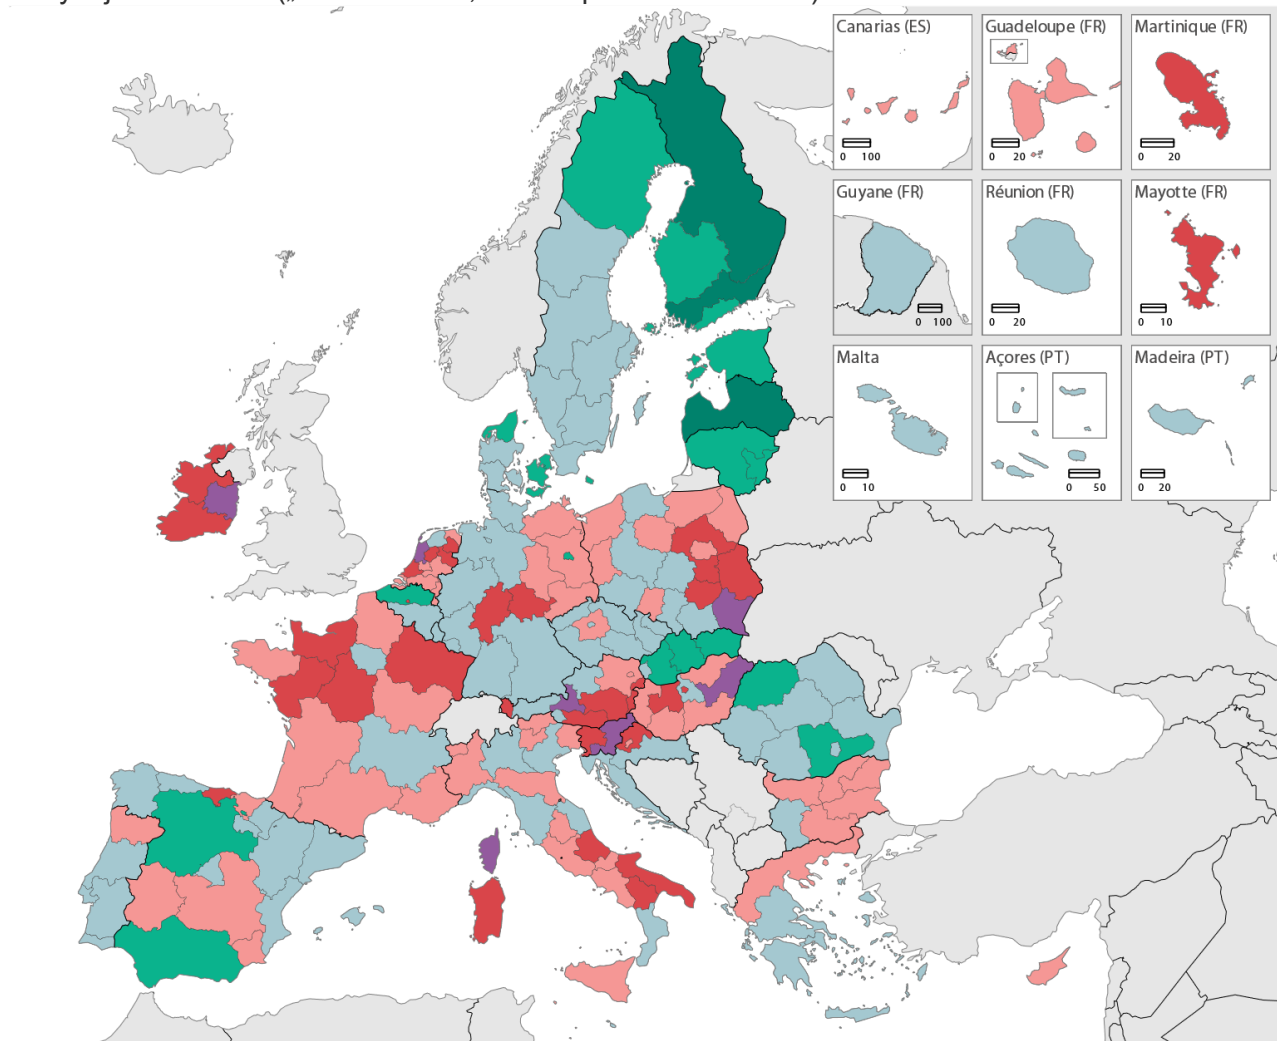 Canarias (ES)
0 100
Guadeloupe (FR)
0 20
Martinique (FR)
0 20
Guyane (FR)
0 100
Réunion (FR)
0 20
Mayotte (FR)
0 10
Malta
0 10
Açores (PT)
0 50
Madeira (PT)
0 20